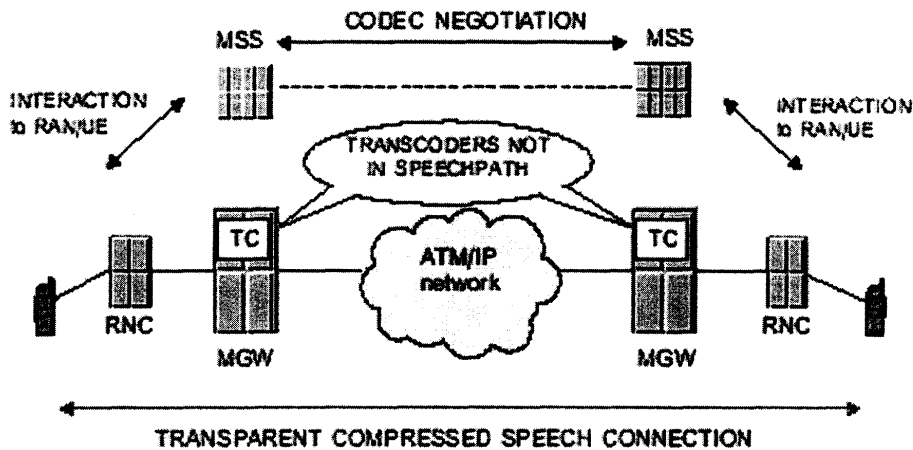 CODEC NEGOTIATION
MSS
MSS
INTERACTION
to RAN/UE
INTERACTION
to RAN/UE
TRANSCODERS NOT
IN SPEECHPATH
TC
TC
ATM/IP
network
RNC
RNC
MGW
MGW
TRANSPARENT COMPRESSED SPEECH CONNECTION